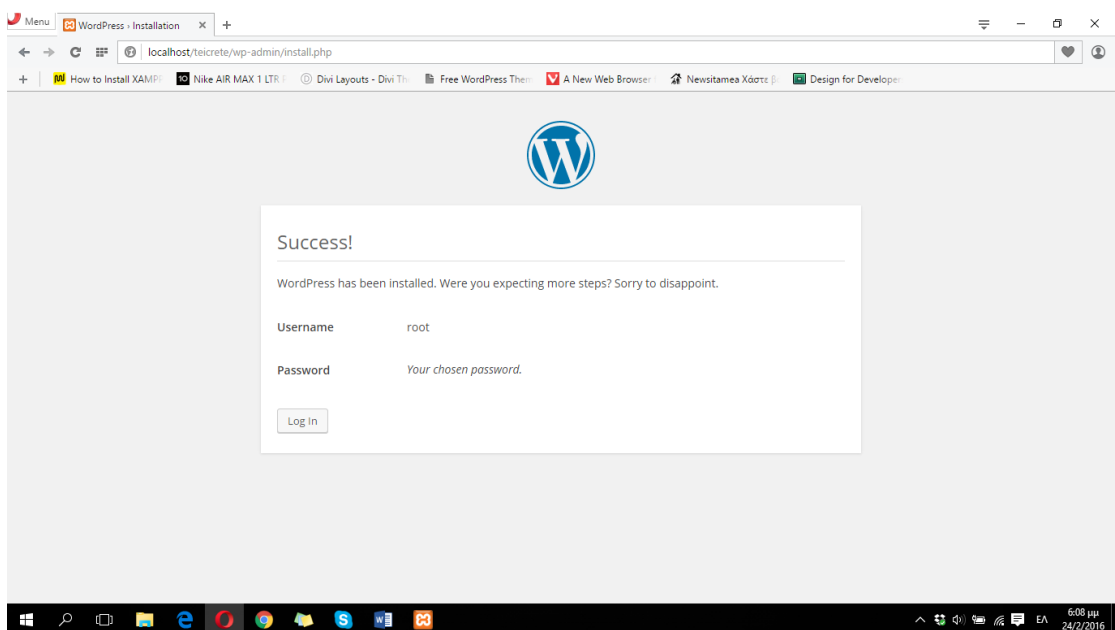 Menu
WordPress › Installation
localhost/teicrete/wp-admin/install.php
How to Install XAMPP
Nike AIR MAX 1 LTR
Divi Layouts - Divi Th
Free WordPress Them
A New Web Browser
Newsitamea Χάστε β
Design for Developer
Success!
WordPress has been installed. Were you expecting more steps? Sorry to disappoint.
Username root
Password Your chosen password.
Log In
ΕΛ
6:08 μμ
24/2/2016